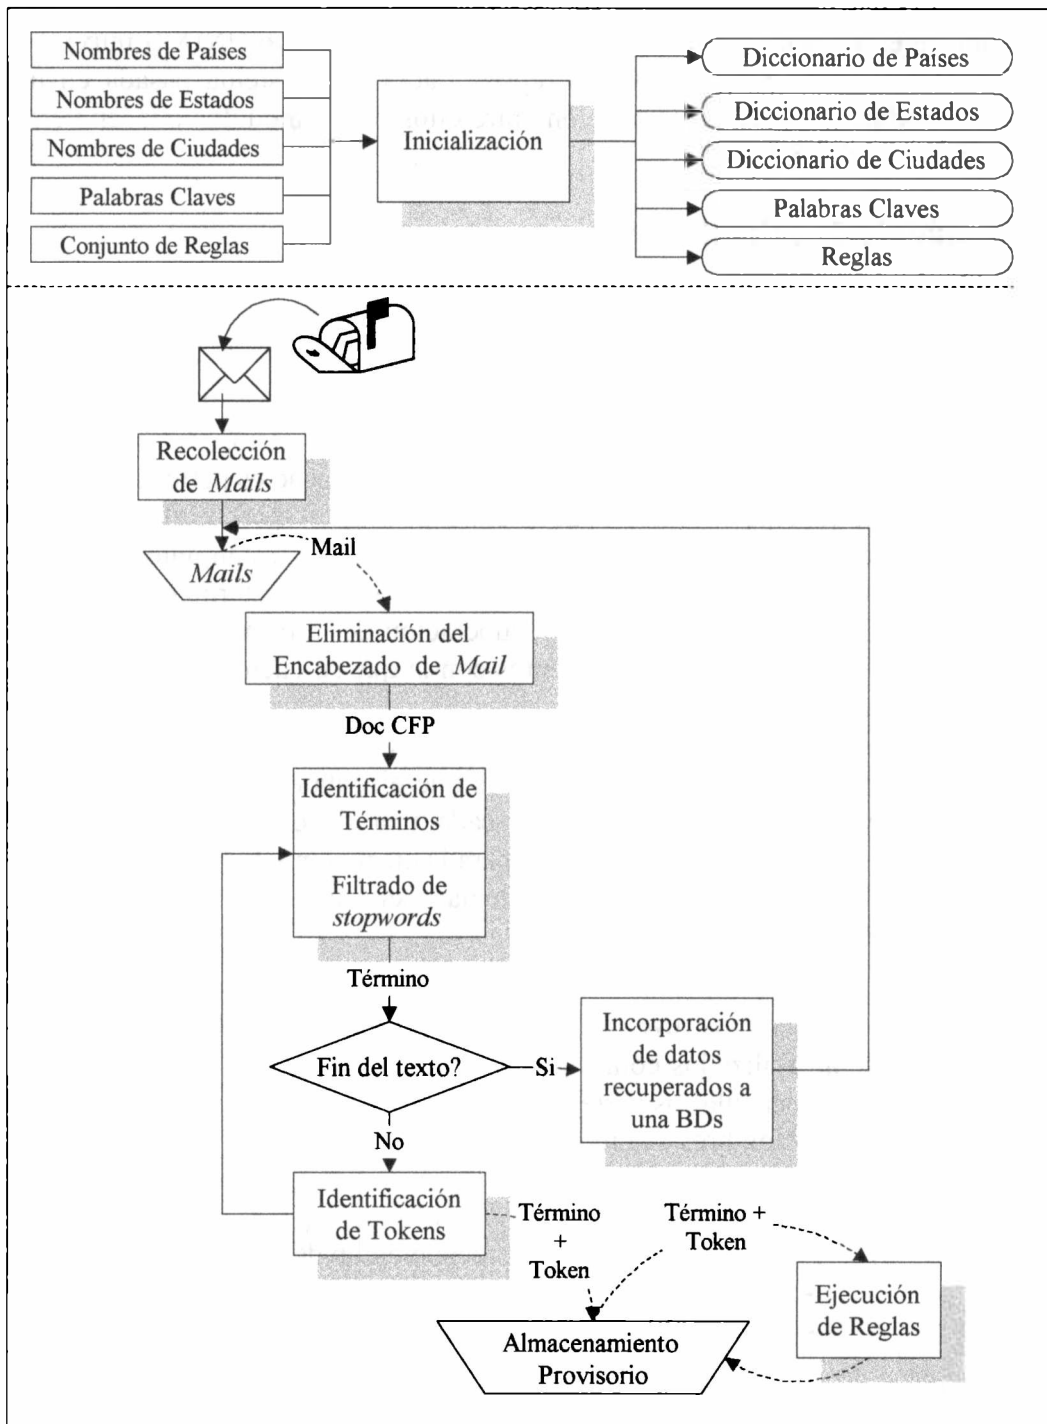 Nombres de Países
Nombres de Estados
Nombres de Ciudades
Palabras Claves
Conjunto de Reglas
Inicialización
Diccionario de Países
Diccionario de Estados
Diccionario de Ciudades
Palabras Claves
Reglas
Recolección
de Mails
Mails
Mail
Eliminación del
Encabezado de Mail
Doc CFP
Identificación de
Términos
Filtrado de
stopwords
Término
Fin del texto?
Si
Incorporación
de datos
recuperados a
una BDs
No
Identificación
de Tokens
Término
+
Token
Término +
Token
Ejecución
de Reglas
Almacenamiento
Provisorio